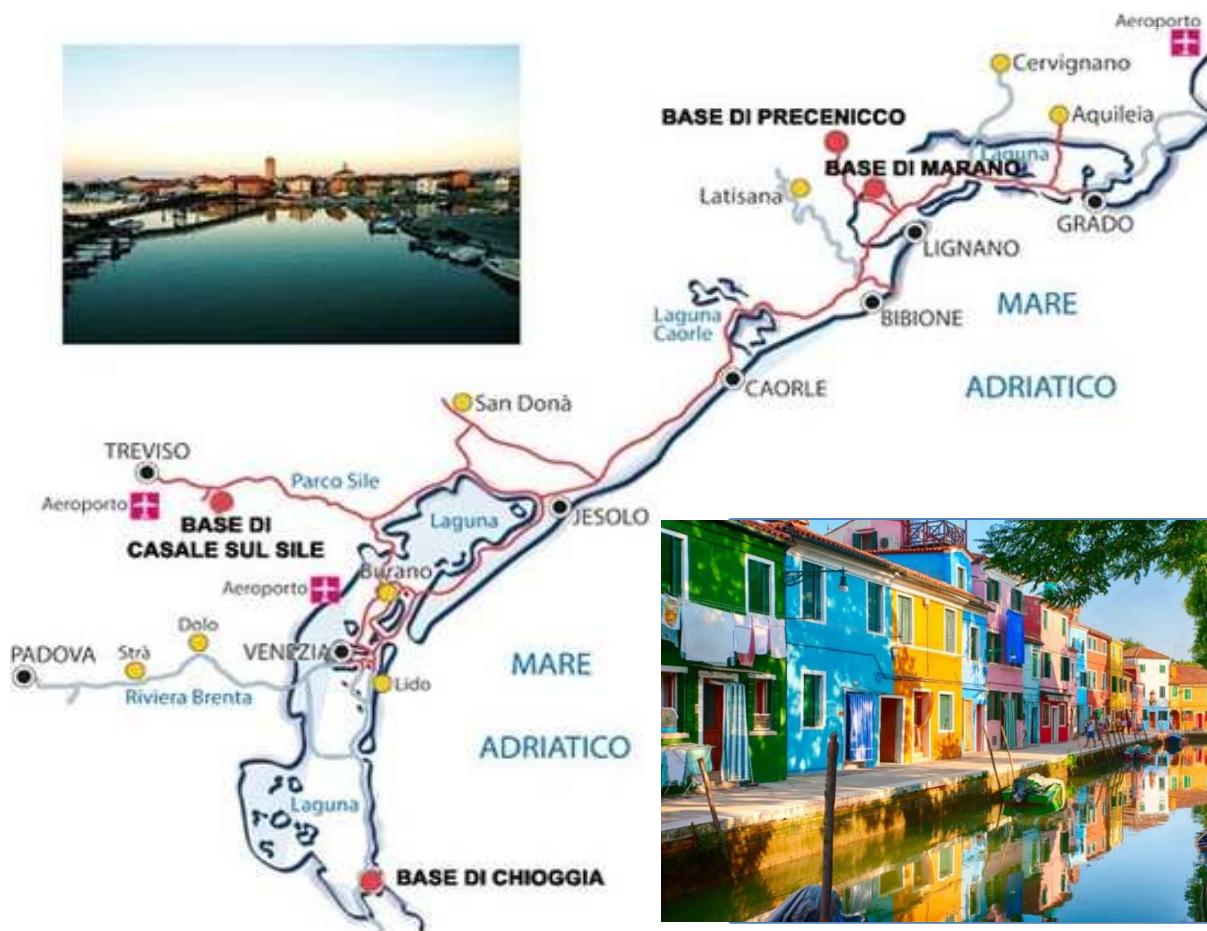 Aeroporto
Cervignano
BASE DI PRECENICCO
Aquileia
BASE DI MARANO
Laguna
Latisana
GRADO
LIGNANO
MARE
BIBIONE
Laguna
Caorle
ADRIATICO
CAORLE
San Donà
TREVISO
Parco Sile
Aeroporto
BASE DI
CASALE SUL SILE
Laguna
JESOLO
Burano
Aeroporto
Dolo
Strà
PADOVA
VENEZIA
MARE
Lido
Riviera Brenta
ADRIATICO
Laguna
BASE DI CHIOGGIA